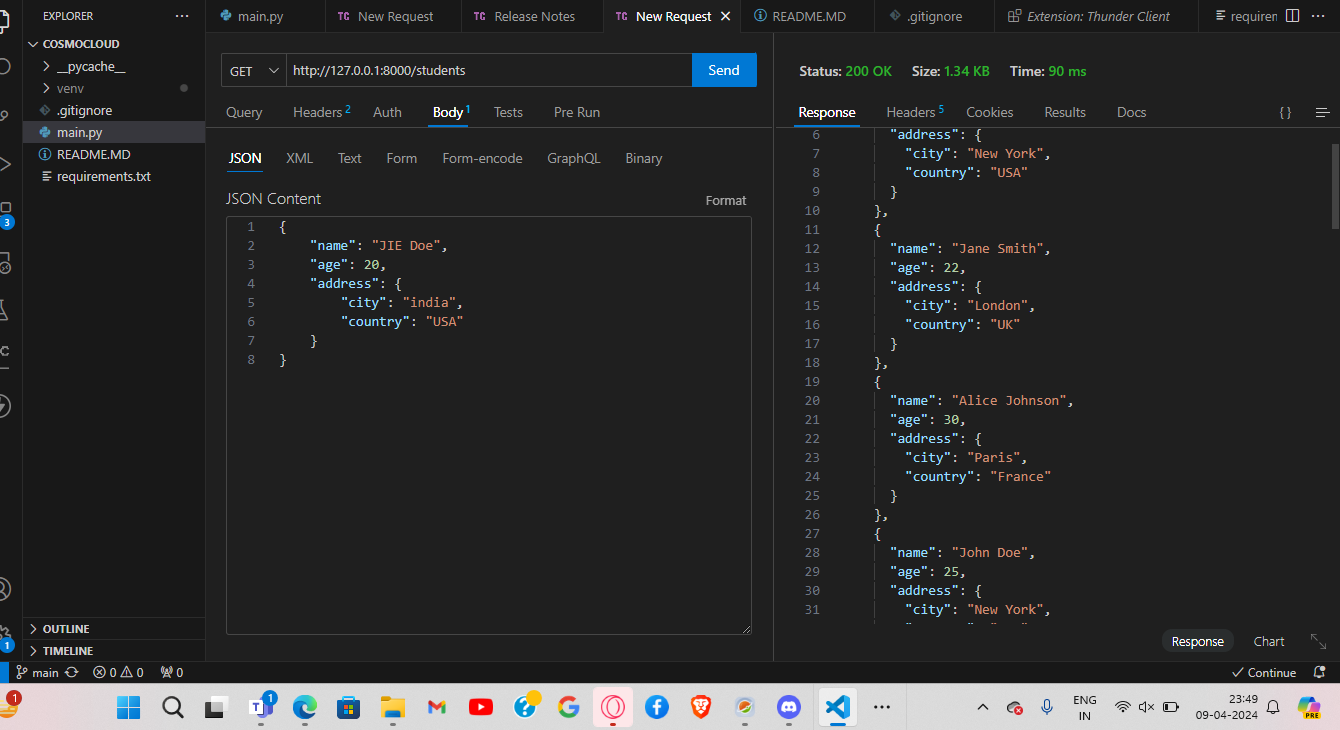 EXPLORER
main.py
TC New Request
TC Release Notes
TC New Request
README.MD
.gitignore
Extension: Thunder Client
requiren
COSMOCLOUD
__pycache__
venv
.gitignore
main.py
README.MD
requirements.txt
OUTLINE
TIMELINE
3
1
GET
http://127.0.0.1:8000/students
Send
Query
Headers 2
Auth
Body 1
Tests
Pre Run
JSON
XML
Text
Form
Form-encode
GraphQL
Binary
JSON Content
Format
1 {
2 "name": "JIE Doe",
3 "age": 20,
4 "address": {
5 "city": "india",
6 "country": "USA"
7 }
8 }
Status: 200 OK Size: 1.34 KB Time: 90 ms
Response
Headers 5
Cookies
Results
Docs
{ }
6 "address": {
7 "city": "New York",
8 "country": "USA"
9 }
10 },
11 {
12 "name": "Jane Smith",
13 "age": 22,
14 "address": {
15 "city": "London",
16 "country": "UK"
17 }
18 },
19 {
20 "name": "Alice Johnson",
21 "age": 30,
22 "address": {
23 "city": "Paris",
24 "country": "France"
25 }
26 },
27 {
28 "name": "John Doe",
29 "age": 25,
30 "address": {
31 "city": "New York",
Response
Chart
main
0 0
0
Continue
1
1
ENG
IN
23:49
09-04-2024
PRE